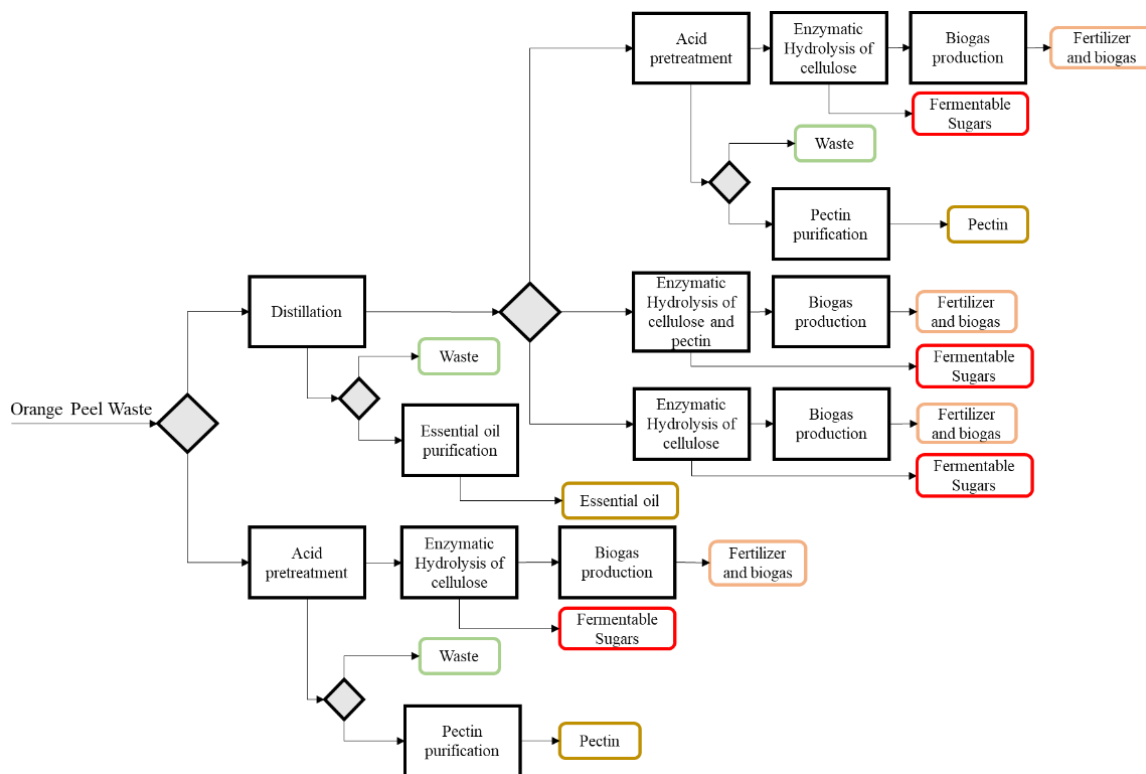 Acid
pretreatment
Enzymatic
Hydrolysis of
cellulose
Biogas
production
Fertilizer
and biogas
Fermentable
Sugars
Waste
Pectin
purification
Pectin
Distillation
Enzymatic
Hydrolysis of
cellulose and
pectin
Biogas
production
Fertilizer
and biogas
Waste
Fermentable
Sugars
Orange Peel Waste
Essential oil
purification
Enzymatic
Hydrolysis of
cellulose
Biogas
production
Fertilizer
and biogas
Fermentable
Sugars
Essential oil
Acid
pretreatment
Enzymatic
Hydrolysis of
cellulose
Biogas
production
Fertilizer
and biogas
Fermentable
Sugars
Waste
Pectin
purification
Pectin